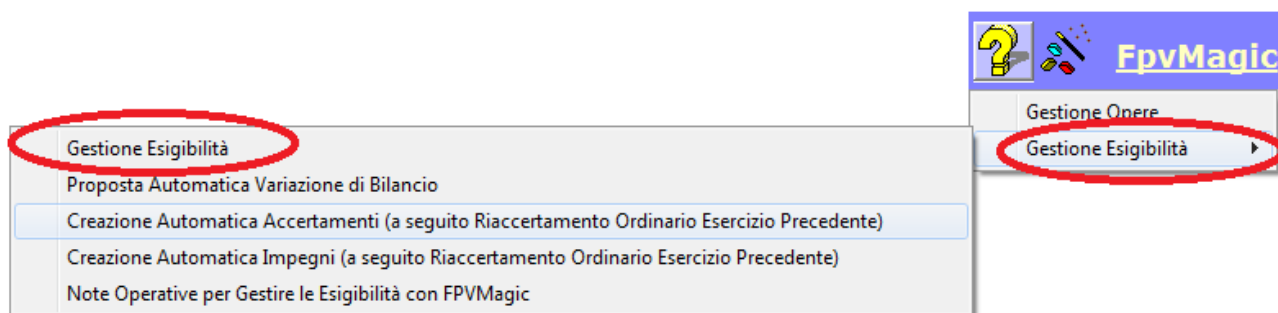 FpvMagic
Gestione Opere
Gestione Esigibilità
Gestione Esigibilità
Proposta Automatica Variazione di Bilancio
Creazione Automatica Accertamenti (a seguito Riaccertamento Ordinario Esercizio Precedente)
Creazione Automatica Impegni (a seguito Riaccertamento Ordinario Esercizio Precedente)
Note Operative per Gestire le Esigibilità con FPVMagic